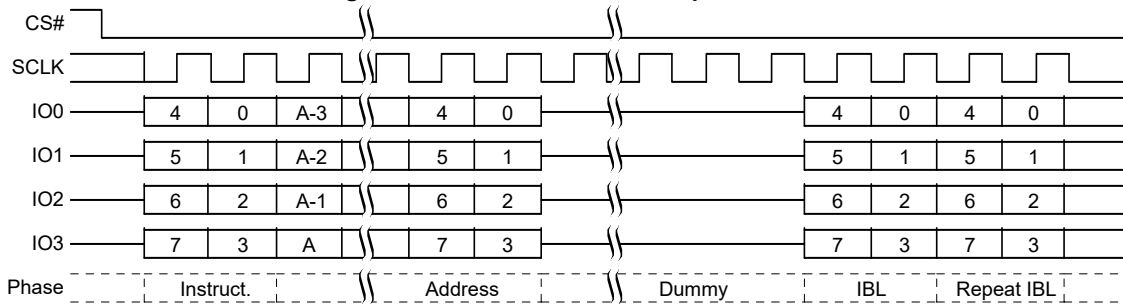 CS#
SCLK
IO0 4 0 A-3 4 0 4 0 4 0
IO1 5 1 A-2 5 1 5 1 5 1
IO2 6 2 A-1 6 2 6 2 6 2
IO3 7 3 A 7 3 7 3 7 3
Phase Instruct. Address Dummy IBL Repeat IBL